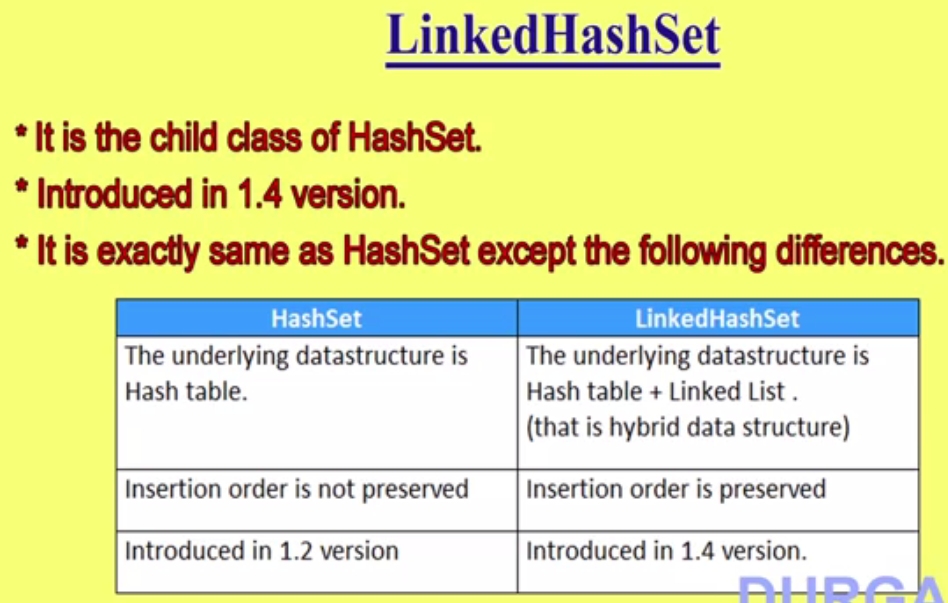 LinkedHashSet
* It is the child class of HashSet.
* Introduced in 1.4 version.
* It is exactly same as HashSet except the following differences.
HashSet
LinkedHashSet
The underlying datastructure is
Hash table.
The underlying datastructure is
Hash table + Linked List .
(that is hybrid data structure)
Insertion order is not preserved
Insertion order is preserved
Introduced in 1.2 version
Introduced in 1.4 version.
DURGA